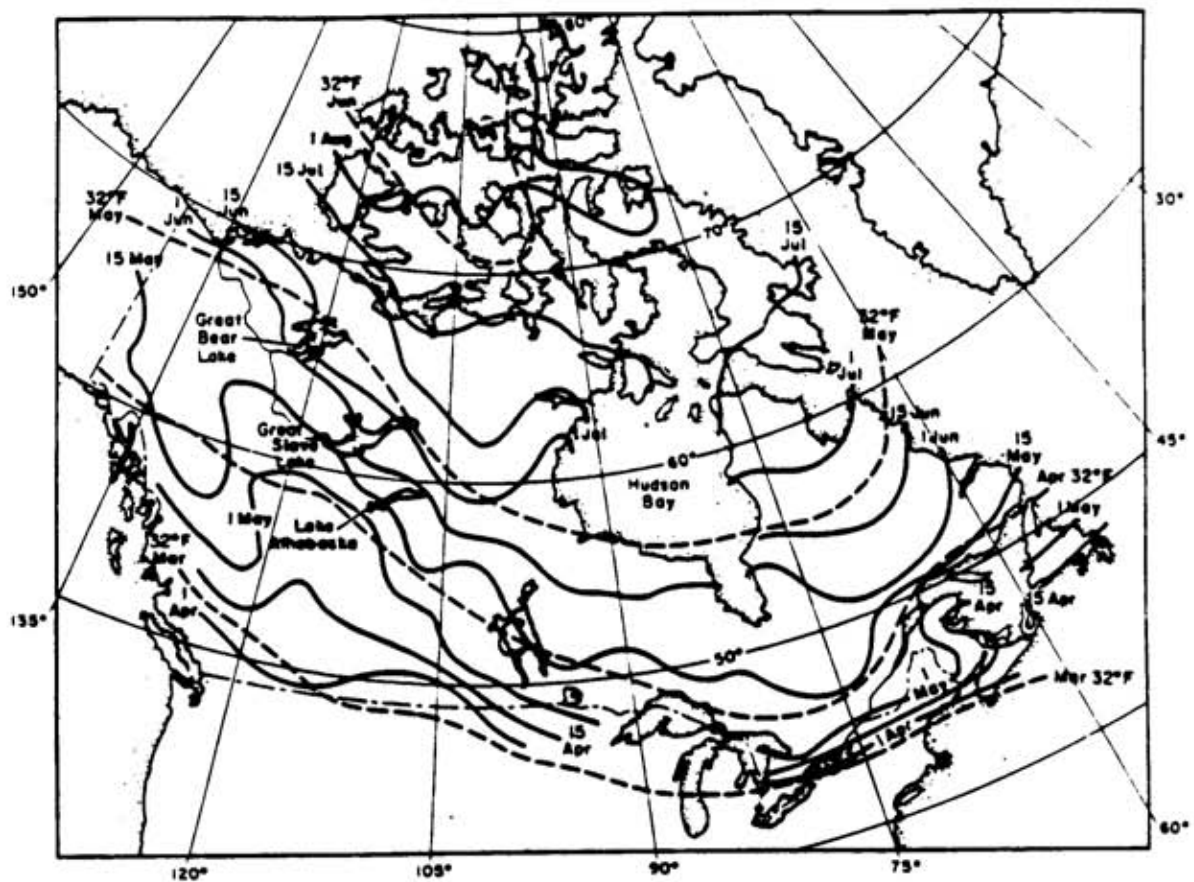 80°
32°F
Jun
1 Aug
15 Jul
32°F
May
1
Jun
15
Jun
15 May
70°
15
Jul
30°
150°
Great
Bear
Lake
32°F
May
1
Jul
15 Jun
1 Jun
15
May
45°
Great
Slave
Lake
1 Jul
60°
Hudson
Bay
Apr 32°F
1 May
1 May
Lake
Athabaska
32°F
Mar
1
Apr
15
Apr
15 Apr
135°
50°
1
May
Mar 32°F
15
Apr
1 Apr
60°
120°
105°
90°
75°